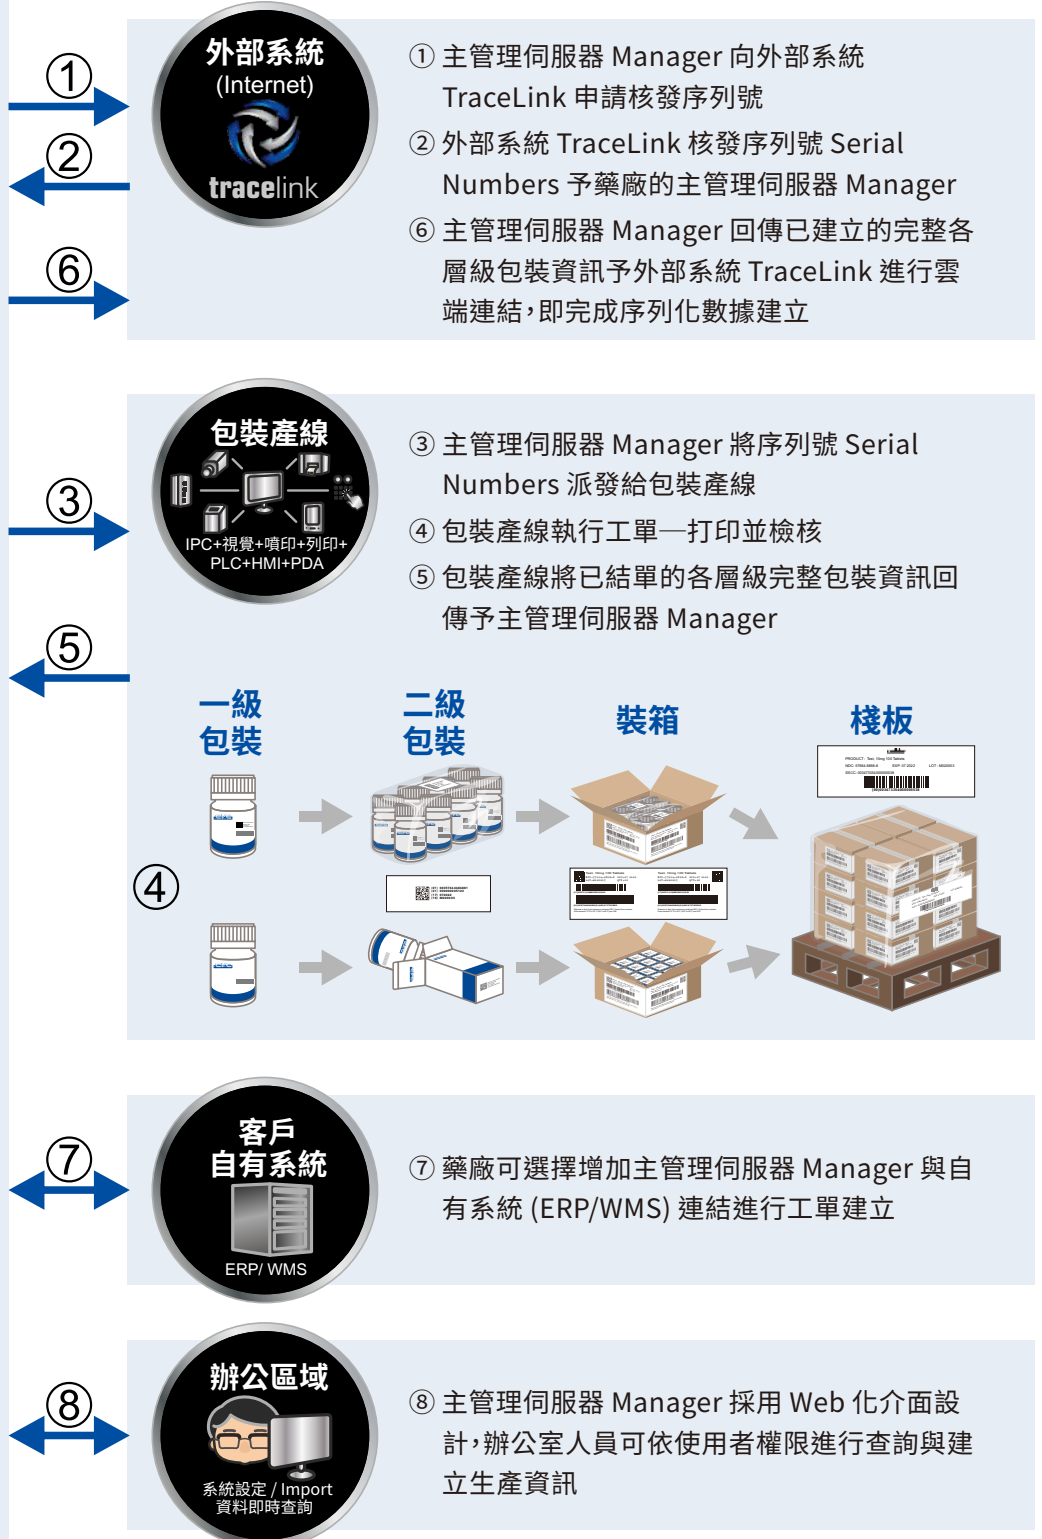 ①
外部系統
(Internet)
tracelink
②
⑥
① 主管理伺服器 Manager 向外部系統
TraceLink 申請核發序列號
② 外部系統 TraceLink 核發序列號 Serial
Numbers 予藥廠的主管理伺服器 Manager
⑥ 主管理伺服器 Manager 回傳已建立的完整各
層級包裝資訊予外部系統 TraceLink 進行雲
端連結，即完成序列化數據建立
③
包裝產線
IPC+視覺+噴印+列印+
PLC+HMI+PDA
⑤
③ 主管理伺服器 Manager 將序列號 Serial
Numbers 派發給包裝產線
④ 包裝產線執行工單─打印並檢核
⑤ 包裝產線將已結單的各層級完整包裝資訊回
傳予主管理伺服器 Manager
一級
包裝
二級
包裝
裝箱
棧板
④
⑦
客戶
自有系統
ERP/ WMS
⑦ 藥廠可選擇增加主管理伺服器 Manager 與自
有系統 (ERP/WMS) 連結進行工單建立
⑧
辦公區域
系統設定 / Import
資料即時查詢
⑧ 主管理伺服器 Manager 採用 Web 化介面設
計，辦公室人員可依使用者權限進行查詢與建
立生產資訊